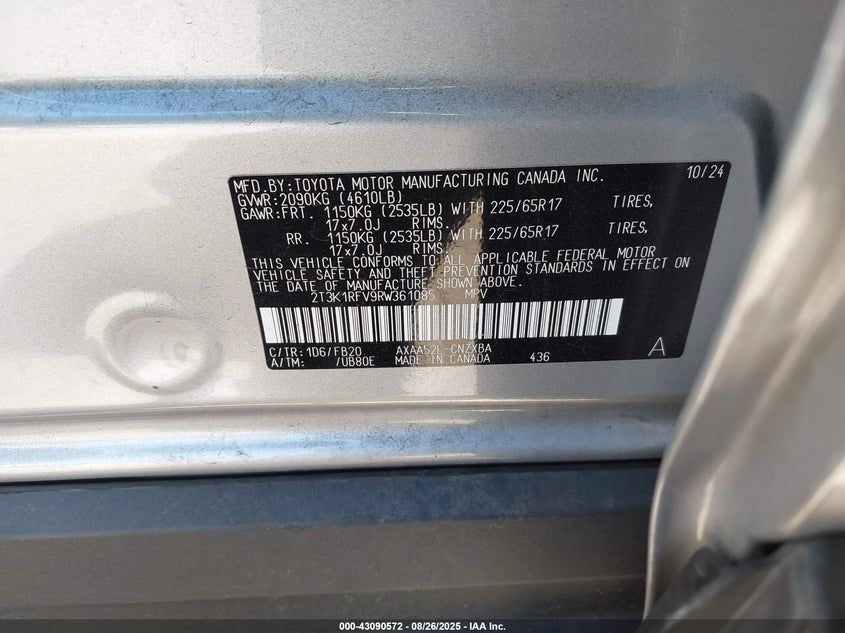 MFD.BY:TOYOTA MOTOR MANUFACTURING CANADA INC. 10/24
GVWR:2090KG (4610LB)
GAWR:FRT. 1150KG (2535LB) WITH 225/65R17 TIRES,
17x7.0J RIMS.
RR. 1150KG (2535LB) WITH 225/65R17 TIRES,
17x7.0J RIMS.
THIS VEHICLE CONFORMS TO ALL APPLICABLE FEDERAL MOTOR
VEHICLE SAFETY AND THEFT PREVENTION STANDARDS IN EFFECT ON
THE DATE OF MANUFACTURE SHOWN ABOVE.
2T3K1RFV9RW361085 MPV
C/TR:1D6/FB20 AXAA52L-CNZXBA A
A/TM: /UB80E MADE IN CANADA 436
000-43090572 - 08/26/2025 - IAA Inc.